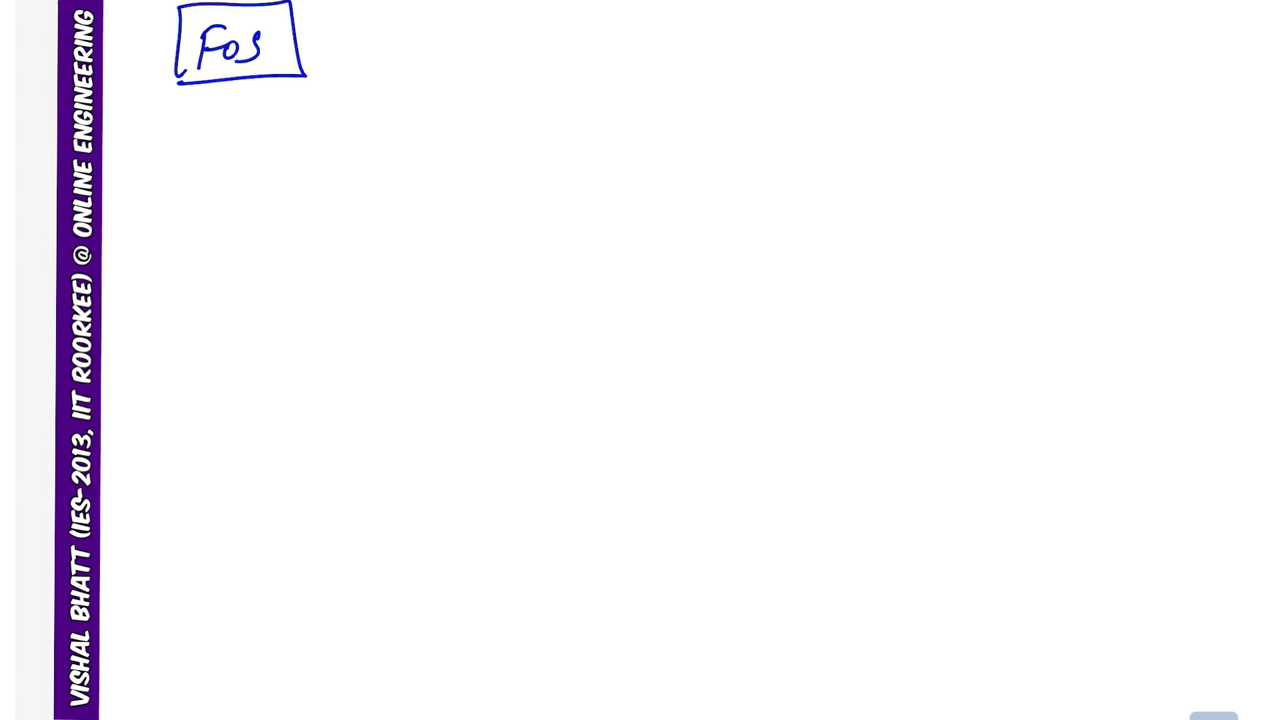 FOS
VISHAL BHATT (IES-2013, IIT ROORKEE) @ ONLINE ENGINEERING